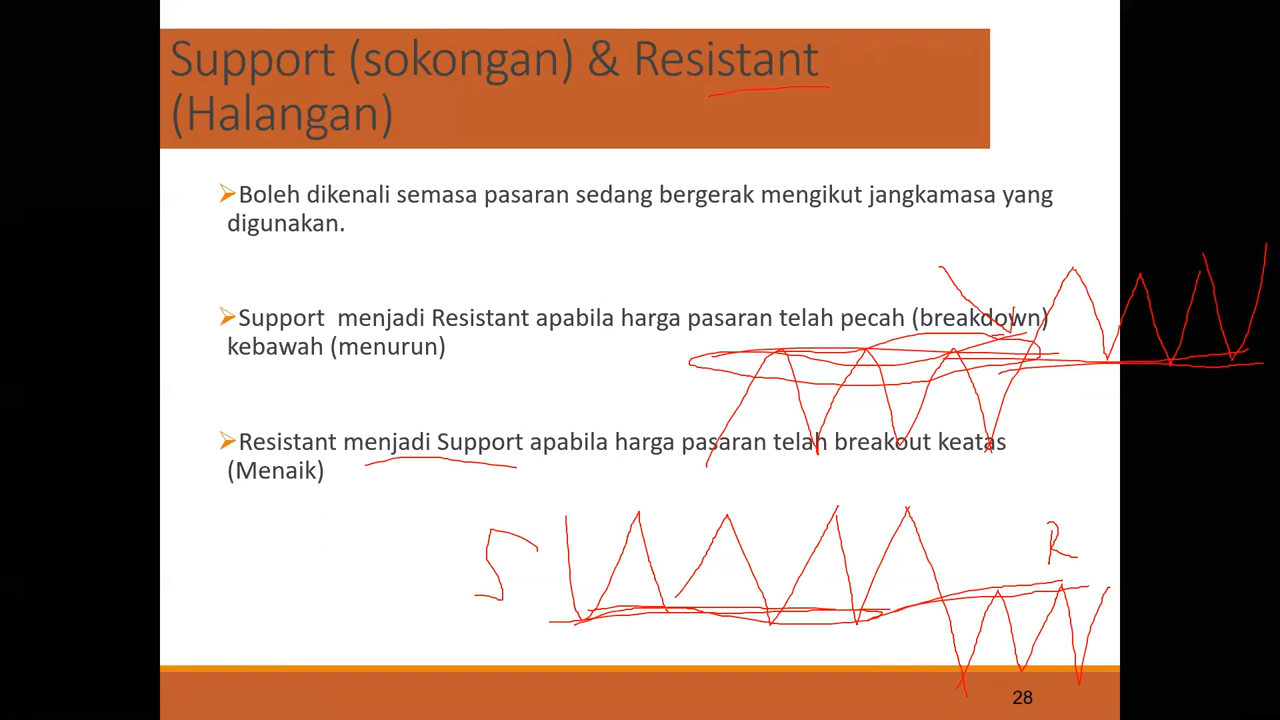 Support (sokongan) & Resistant
(Halangan)
Boleh dikenali semasa pasaran sedang bergerak mengikut jangkamasa yang
digunakan.
Support menjadi Resistant apabila harga pasaran telah pecah (breakdown)
kebawah (menurun)
Resistant menjadi Support apabila harga pasaran telah breakout keatas
(Menaik)
S
R
28